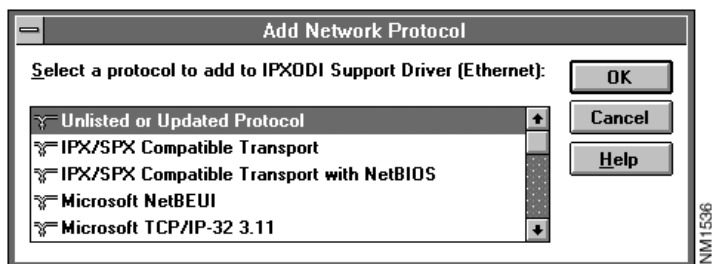 Add Network Protocol
Select a protocol to add to IPXODI Support Driver (Ethernet):
OK
Unlisted or Updated Protocol
Cancel
IPX/SPX Compatible Transport
IPX/SPX Compatible Transport with NetBIOS
Help
Microsoft NetBEUI
Microsoft TCP/IP-32 3.11
NM1536